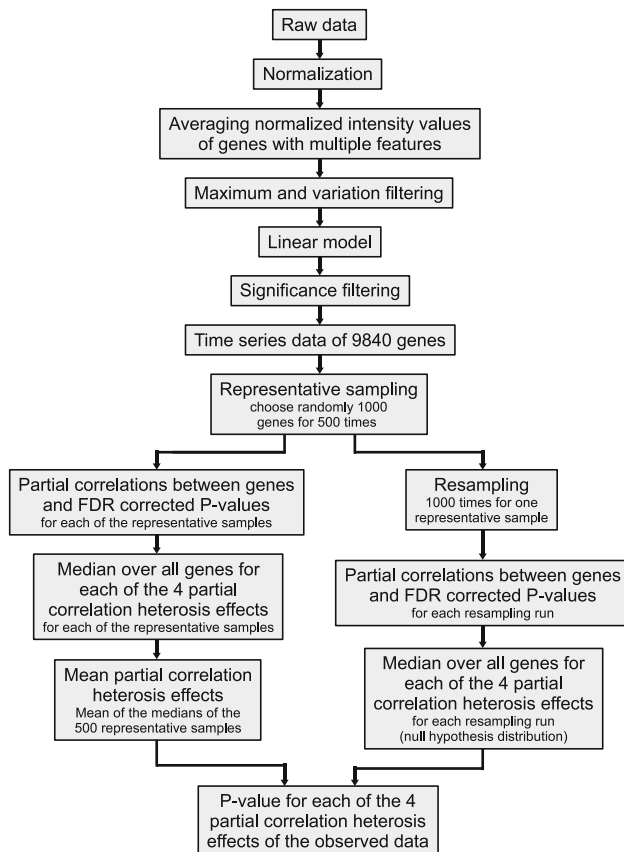 Raw data
Normalization
Averaging normalized intensity values
of genes with multiple features
Maximum and variation filtering
Linear model
Significance filtering
Time series data of 9840 genes
Representative sampling
choose randomly 1000
genes for 500 times
Partial correlations between genes
and FDR corrected P-values
for each of the representative samples
Median over all genes for
each of the 4 partial
correlation heterosis effects
for each of the representative samples
Mean partial correlation
heterosis effects
Mean of the medians of the
500 representative samples
Resampling
1000 times for one
representative sample
Partial correlations between genes
and FDR corrected P-values
for each resampling run
Median over all genes for
each of the 4 partial
correlation heterosis effects
for each resampling run
(null hypothesis distribution)
P-value for each of the 4
partial correlation heterosis
effects of the observed data